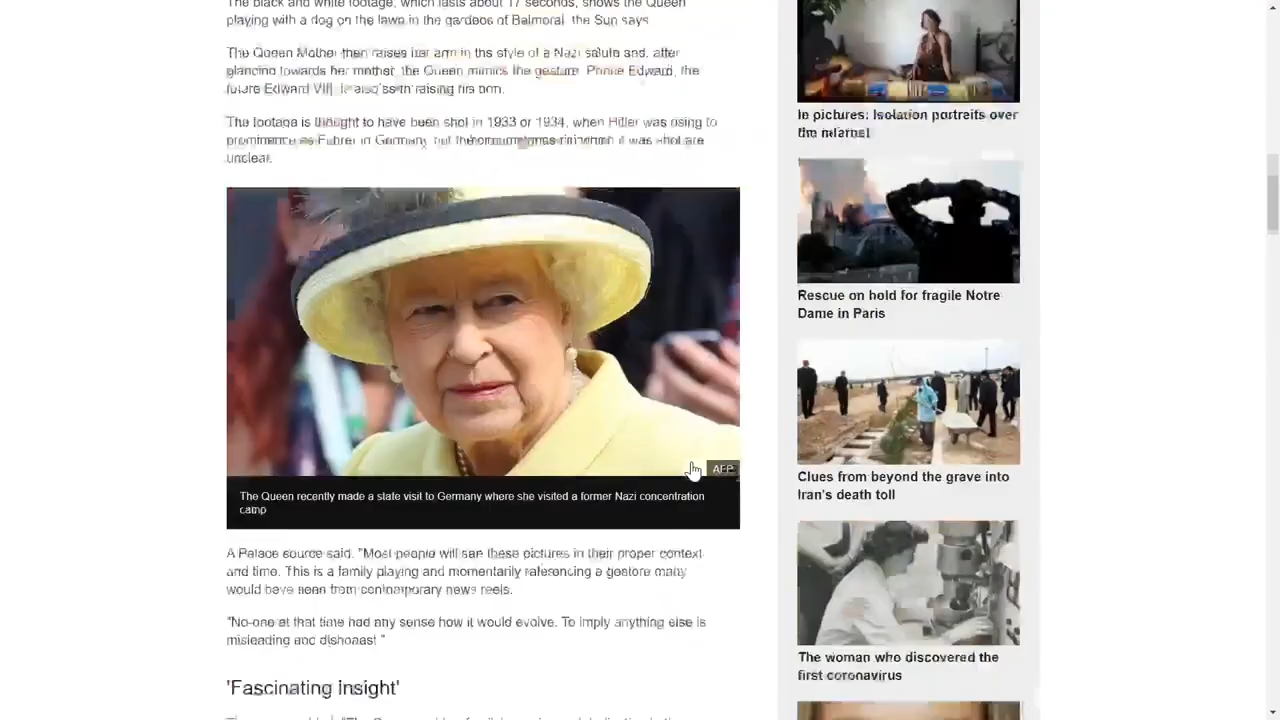 The black and white footage, which lasts about 17 seconds, shows the Queen
playing with a dog on the lawn in the gardens of Balmoral, the Sun says.
The Queen Mother then raises her arm in the style of a Nazi salute and, after
glancing towards her mother, the Queen mimics the gesture. Prince Edward, the
future Edward VIII, is also seen raising his arm.
The footage is thought to have been shot in 1933 or 1934, when Hitler was rising to
prominence as Fuhrer in Germany but the circumstances in which it was shot are
unclear.
AFP
The Queen recently made a state visit to Germany where she visited a former Nazi concentration
camp
A Palace source said: "Most people will see these pictures in their proper context
and time. This is a family playing and momentarily referencing a gesture many
would have seen from contemporary news reels.
"No-one at that time had any sense how it would evolve. To imply anything else is
misleading and dishonest."
'Fascinating insight'
In pictures: Isolation portraits over
the internet
Rescue on hold for fragile Notre
Dame in Paris
Clues from beyond the grave into
Iran's death toll
The woman who discovered the
first coronavirus